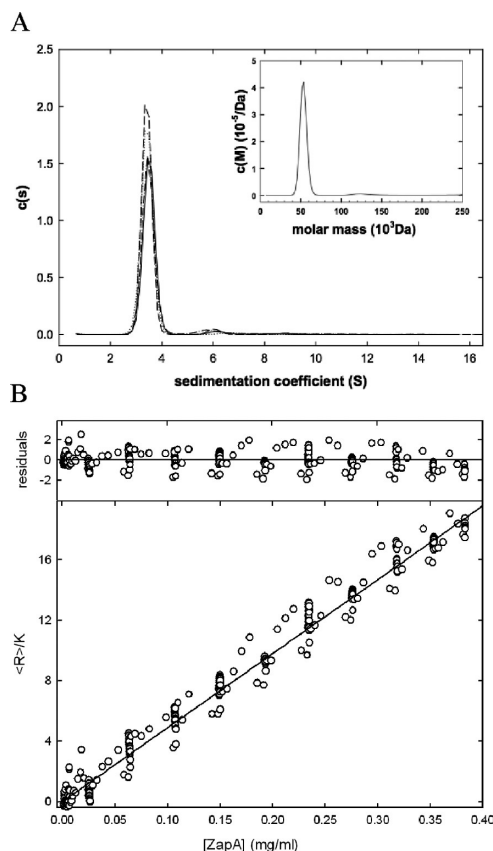 A
2.5
2.0
1.5
1.0
0.5
0.0
c(s)
0 2 4 6 8 10 12 14 16
sedimentation coefficient (S)
5
4
3
2
1
0
c(M) (10⁻⁵/Da)
0 50 100 150 200 250
molar mass (10³Da)
B
2
0
-2
residuals
16
12
8
4
0
<R>/K
0.00 0.05 0.10 0.15 0.20 0.25 0.30 0.35 0.40
[ZapA] (mg/ml)